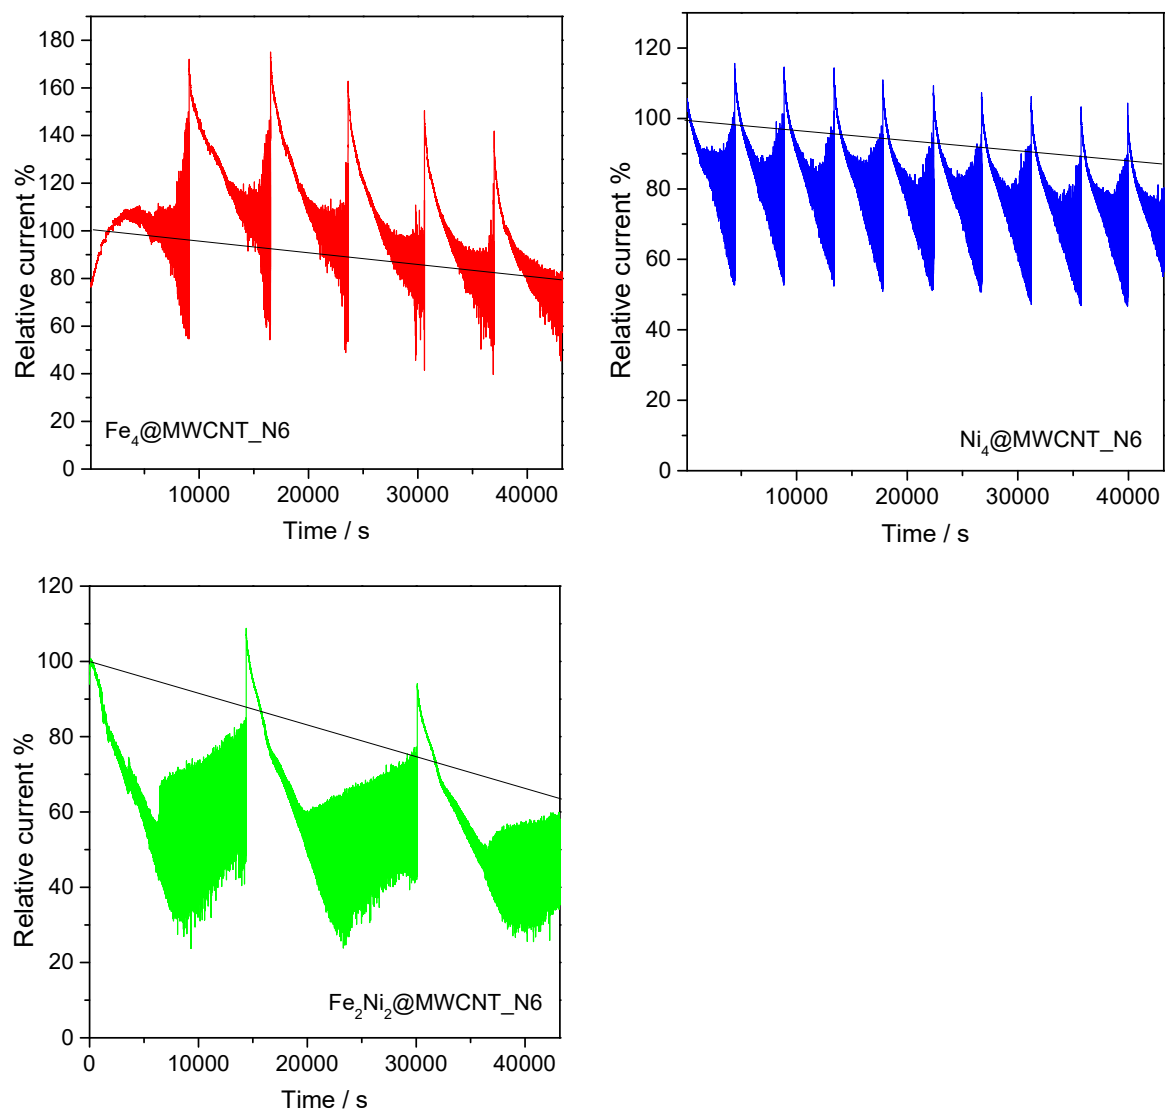 Relative current %
180
160
140
120
100
80
60
40
20
0
Fe4@MWCNT_N6
10000 20000 30000 40000
Time / s
Relative current %
120
100
80
60
40
20
0
Ni4@MWCNT_N6
10000 20000 30000 40000
Time / s
Relative current %
120
100
80
60
40
20
0
Fe2Ni2@MWCNT_N6
0 10000 20000 30000 40000
Time / s